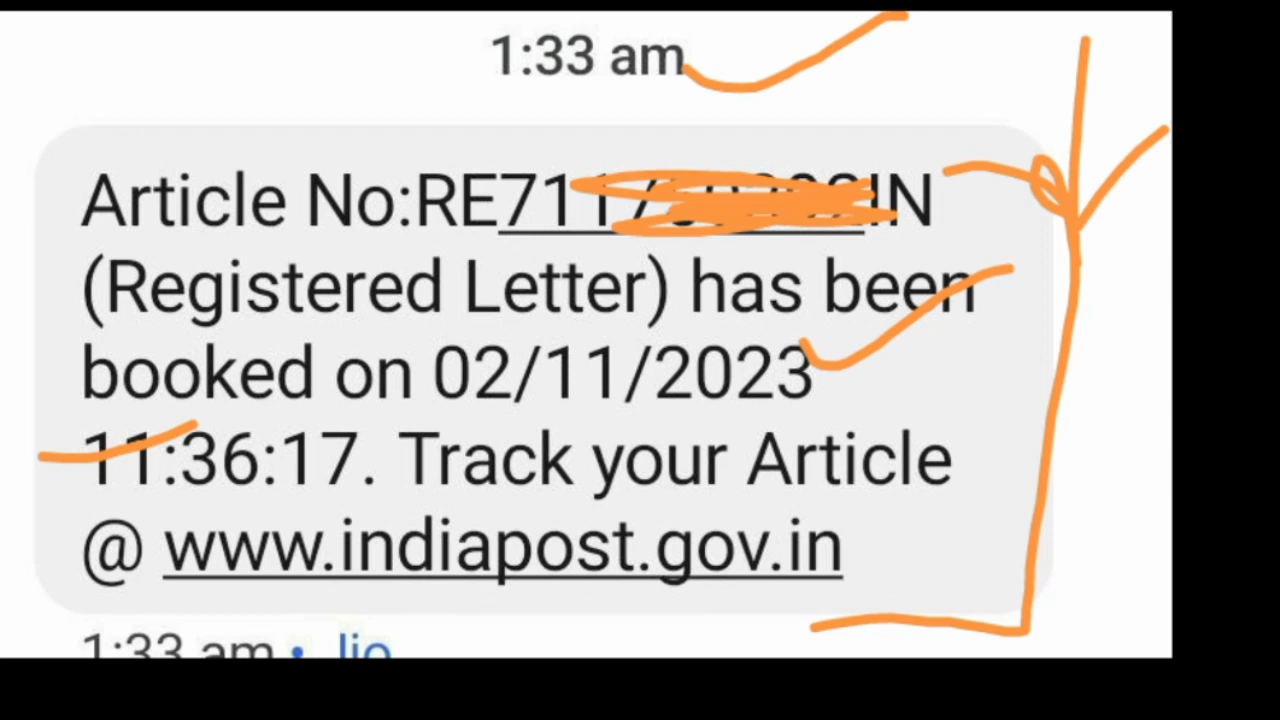 1:33 am
Article No:
(Registered Letter) has been
booked on 02/11/2023
11:36:17. Track your Article
@ www.indiapost.gov.in
1:33 am • Jio